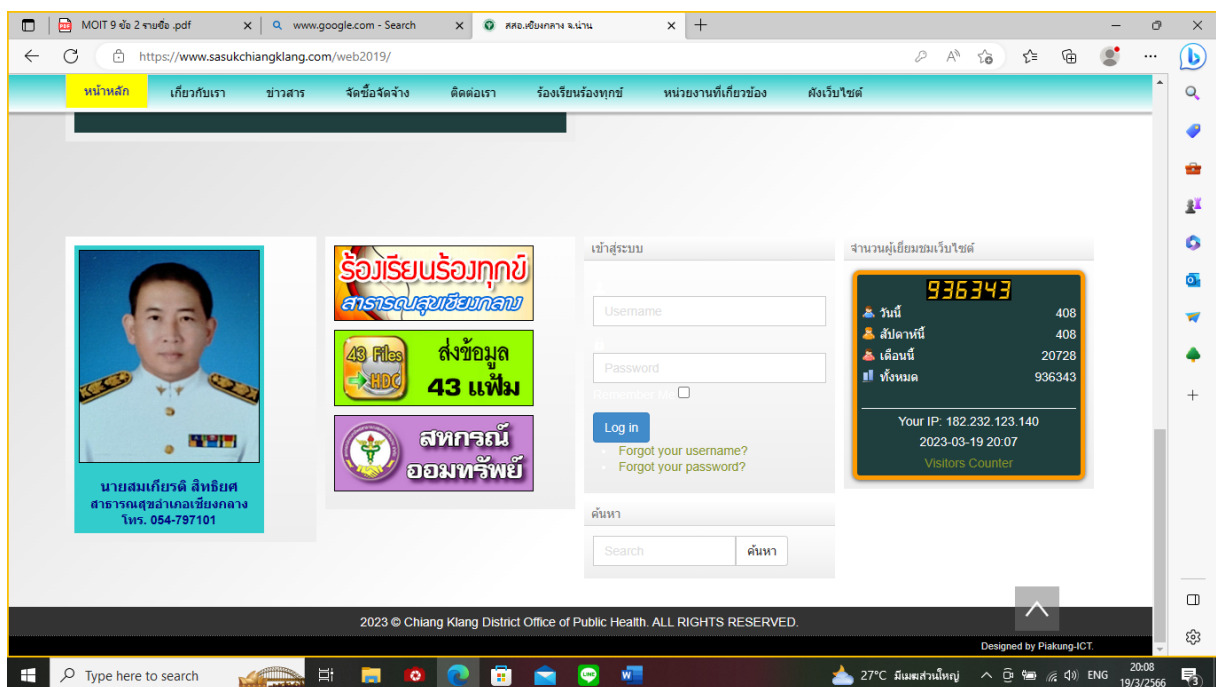 MOIT 9 ข้อ 2 รายชื่อ .pdf
www.google.com - Search
สสอ.เชียงกลาง จ.น่าน
https://www.sasukchiangklang.com/web2019/
หน้าหลัก เกี่ยวกับเรา ข่าวสาร จัดซื้อจัดจ้าง ติดต่อเรา ร้องเรียนร้องทุกข์ หน่วยงานที่เกี่ยวข้อง ผังเว็บไซต์
นายสมเกียรติ สิทธิยศ
สาธารณสุขอำเภอเชียงกลาง
โทร. 054-797101
ร้องเรียนร้องทุกข์
สาธารณสุขเชียงกลาง
43 Files
HDC
ส่งข้อมูล
43 แฟ้ม
สหกรณ์
ออมทรัพย์
เข้าสู่ระบบ
Username
Password
Remember Me
Log in
Forgot your username?
Forgot your password?
ค้นหา
Search ค้นหา
จำนวนผู้เยี่ยมชมเว็บไซต์
936343
วันนี้ 408
สัปดาห์นี้ 408
เดือนนี้ 20728
ทั้งหมด 936343
Your IP: 182.232.123.140
2023-03-19 20:07
Visitors Counter
2023 © Chiang Klang District Office of Public Health. ALL RIGHTS RESERVED.
Designed by Piakung-ICT.
Type here to search
27°C มีเมฆส่วนใหญ่
ENG
20:08
19/3/2566